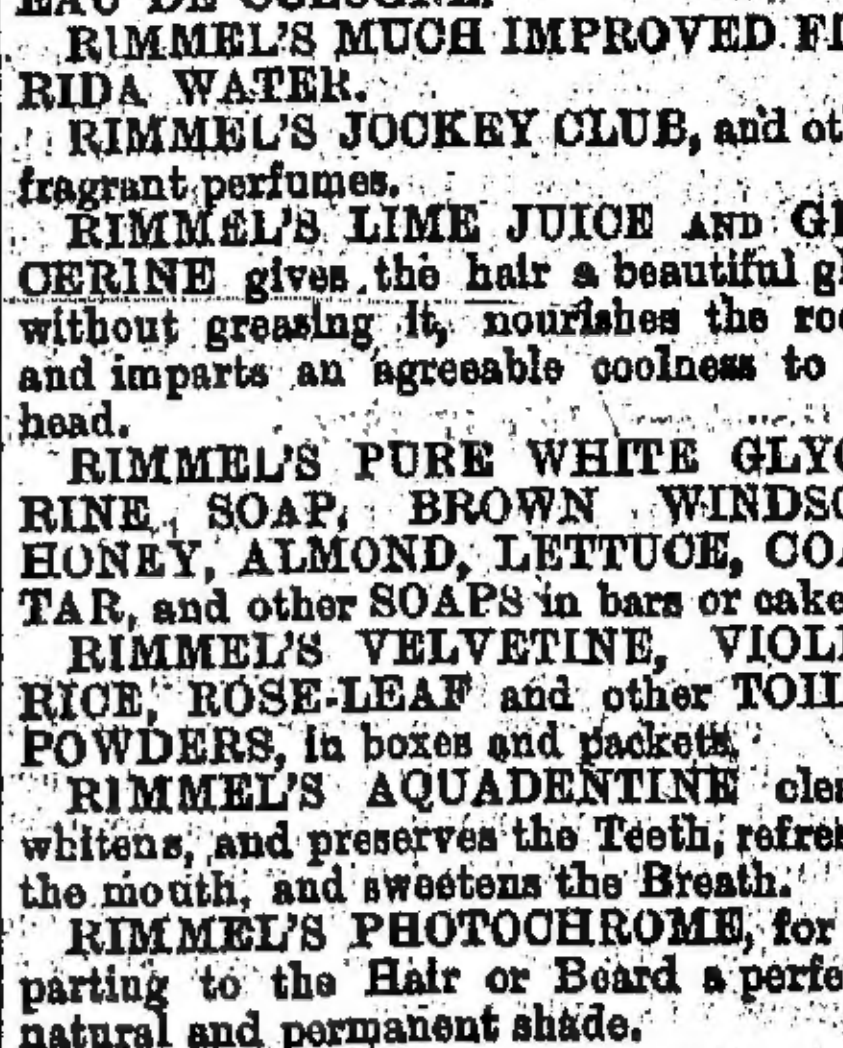 EAU DE COLOGNE.
RIMMEL'S MUCH IMPROVED FL
RIDA WATER.
RIMMEL'S JOCKEY CLUB, and ot
fragrant perfumes.
RIMMEL'S LIME JUICE AND GL
CERINE gives the hair a beautiful gl
without greasing it, nourishes the roo
and imparts an agreeable coolness to
head.
RIMMEL'S PURE WHITE GLYC
RINE SOAP, BROWN WINDSO
HONEY, ALMOND, LETTUCE, COA
TAR, and other SOAPS in bars or cake
RIMMEL'S VELVETINE, VIOLE
RICE, ROSE-LEAF and other TOIL
POWDERS, in boxes and packets.
RIMMEL'S AQUADENTINE clea
whitens, and preserves the Teeth, refres
the mouth, and sweetens the Breath.
RIMMEL'S PHOTOCHROME, for
parting to the Hair or Beard a perfe
natural and permanent shade.